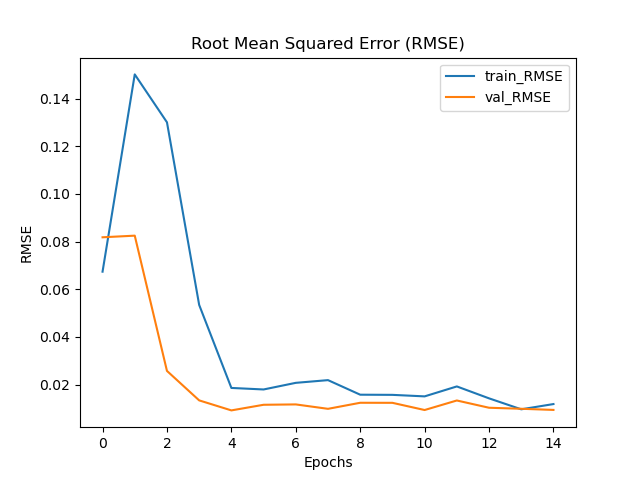 Root Mean Squared Error (RMSE)
train_RMSE
val_RMSE
RMSE
0.14
0.12
0.10
0.08
0.06
0.04
0.02
0 2 4 6 8 10 12 14
Epochs